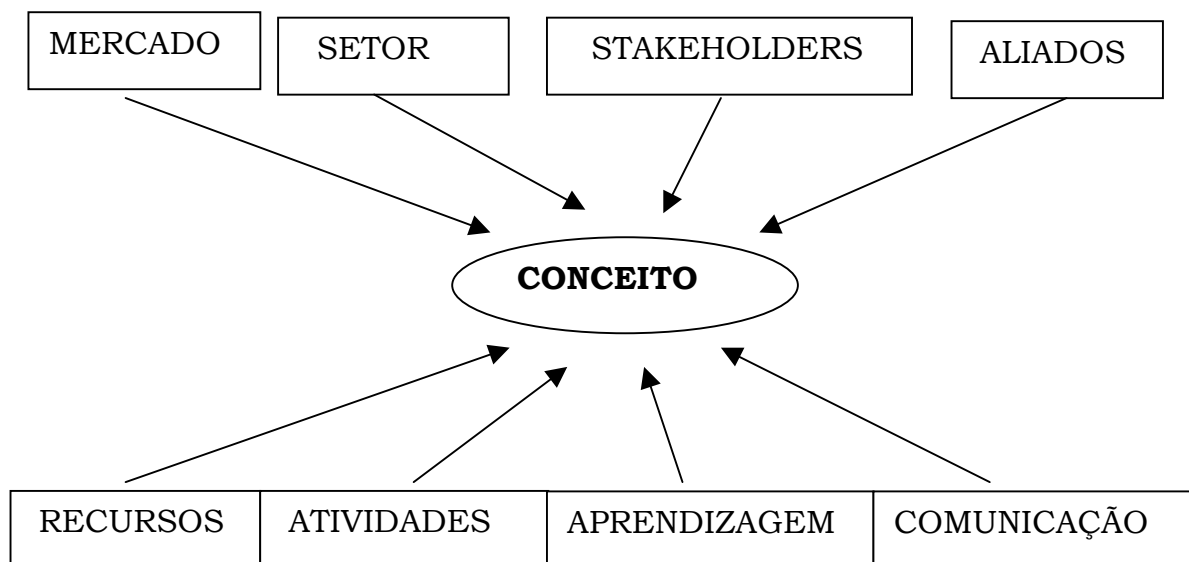 MERCADO
SETOR
STAKEHOLDERS
ALIADOS
CONCEITO
RECURSOS
ATIVIDADES
APRENDIZAGEM
COMUNICAÇÃO